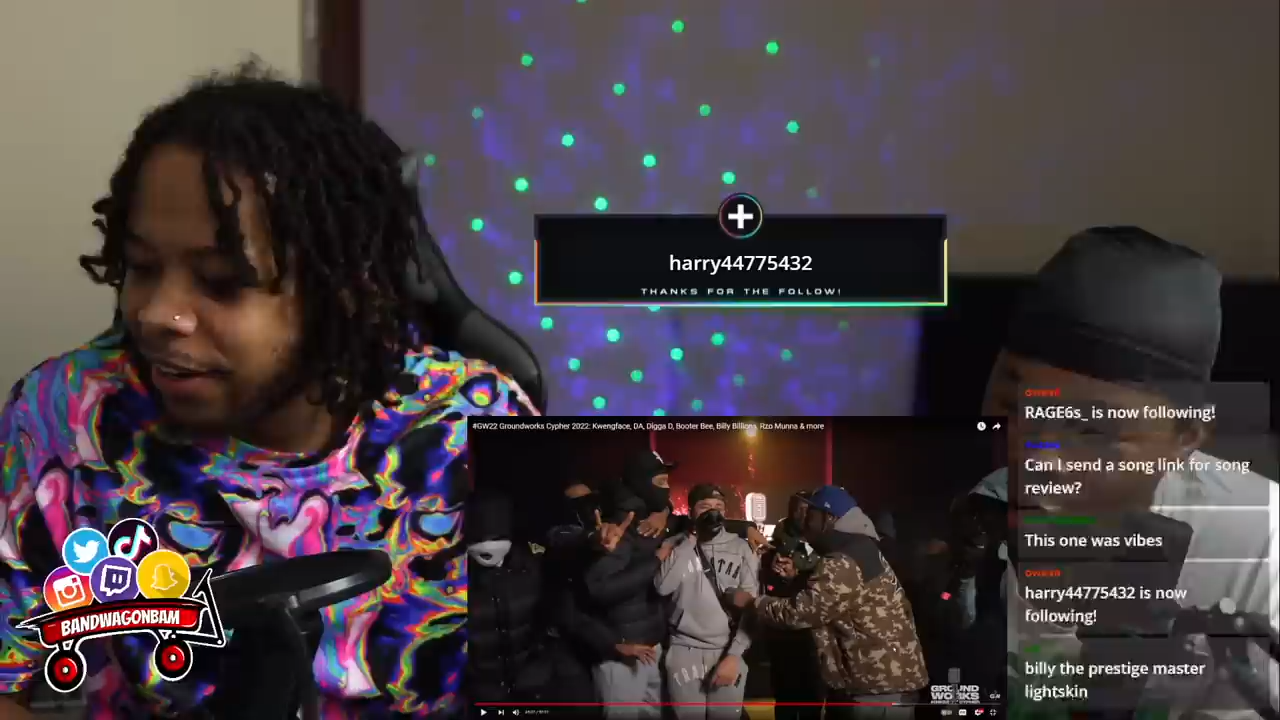 harry44775432
THANKS FOR THE FOLLOW!
#GW22 Groundworks Cypher 2022: Kwengface, DA, Digga D, Booter Bee, Billy Billions, Rzo Munna & more
RAGE6s_ is now following!
Can I send a song link for song
review?
This one was vibes
harry44775432 is now
following!
billy the prestige master
lightskin
BANDWAGONBAM
GROUND
WORKS